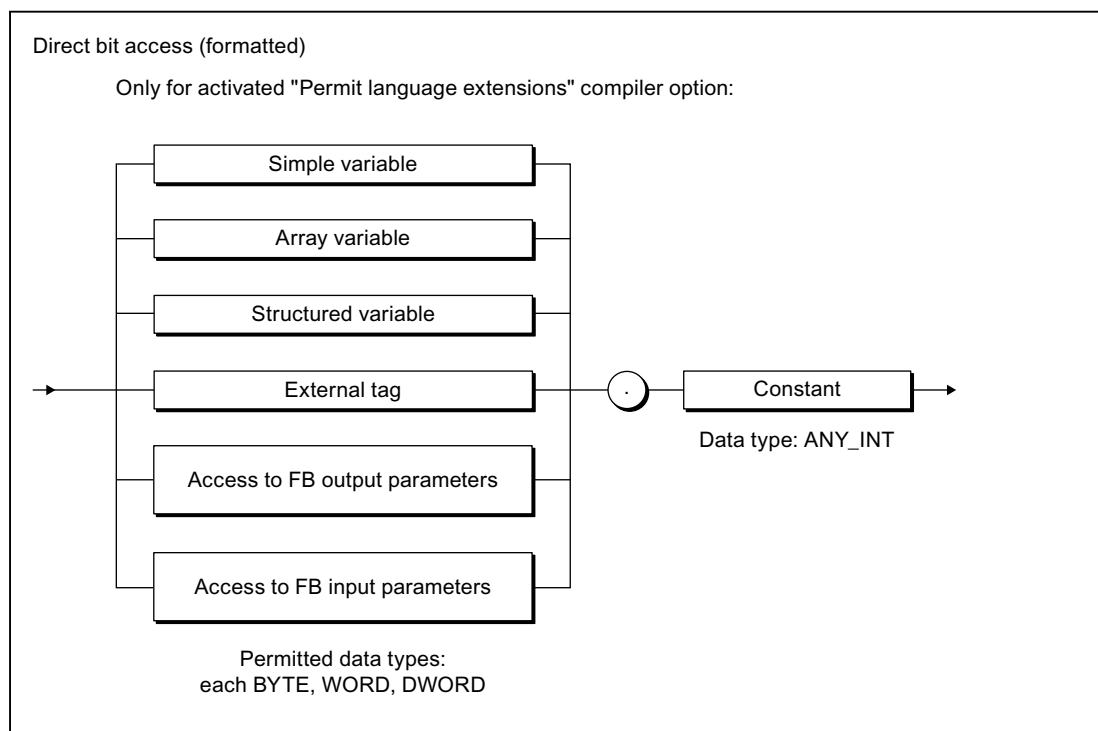 Direct bit access (formatted)
Only for activated "Permit language extensions" compiler option:
Simple variable
Array variable
Structured variable
External tag
.
Constant
Data type: ANY_INT
Access to FB output parameters
Access to FB input parameters
Permitted data types:
each BYTE, WORD, DWORD